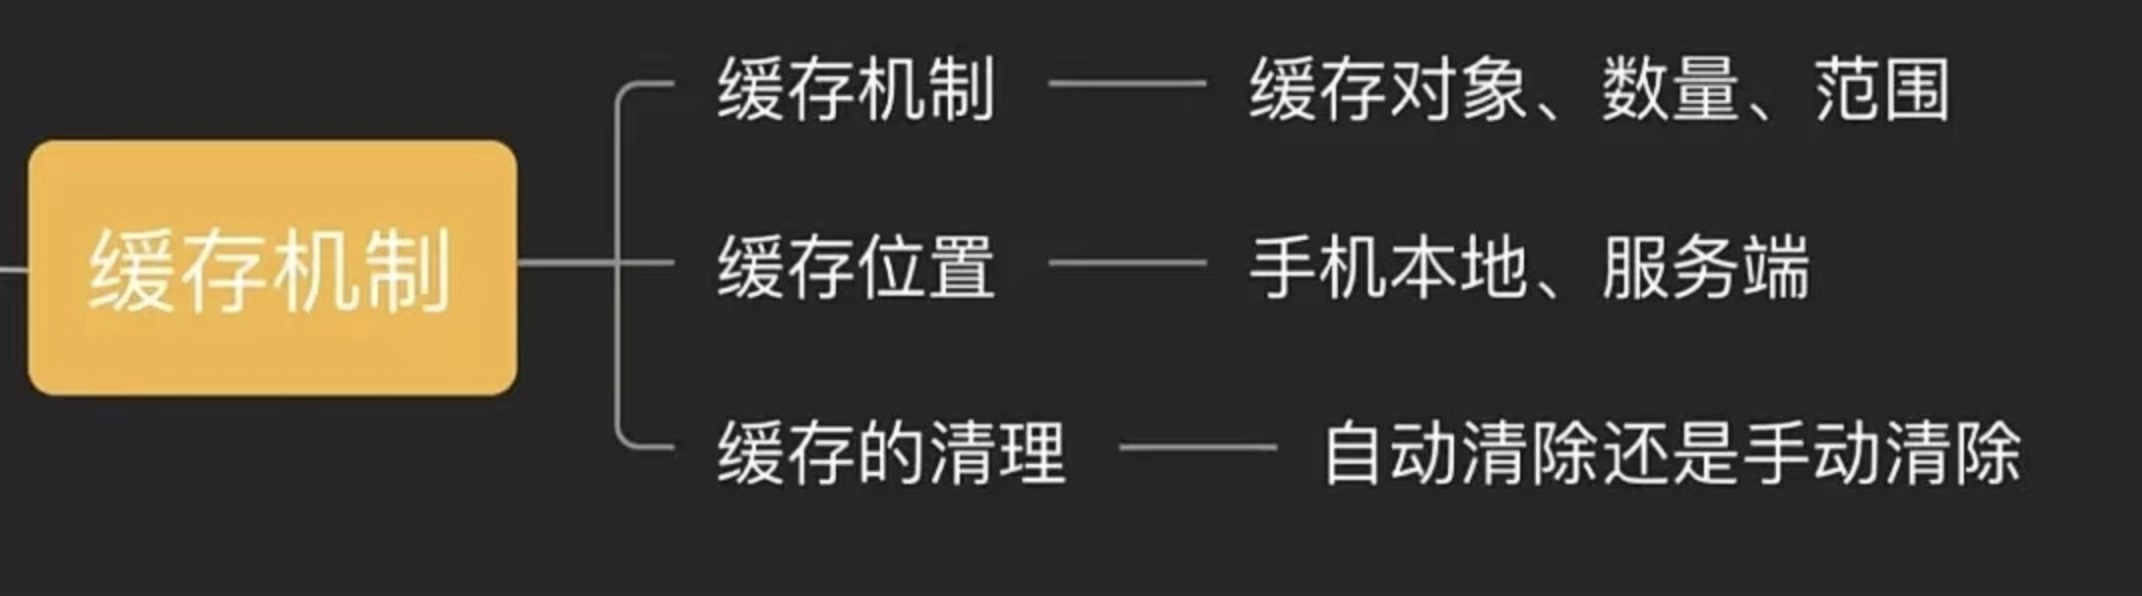 缓存机制
缓存机制
缓存对象、数量、范围
缓存位置
手机本地、服务端
缓存的清理
自动清除还是手动清除